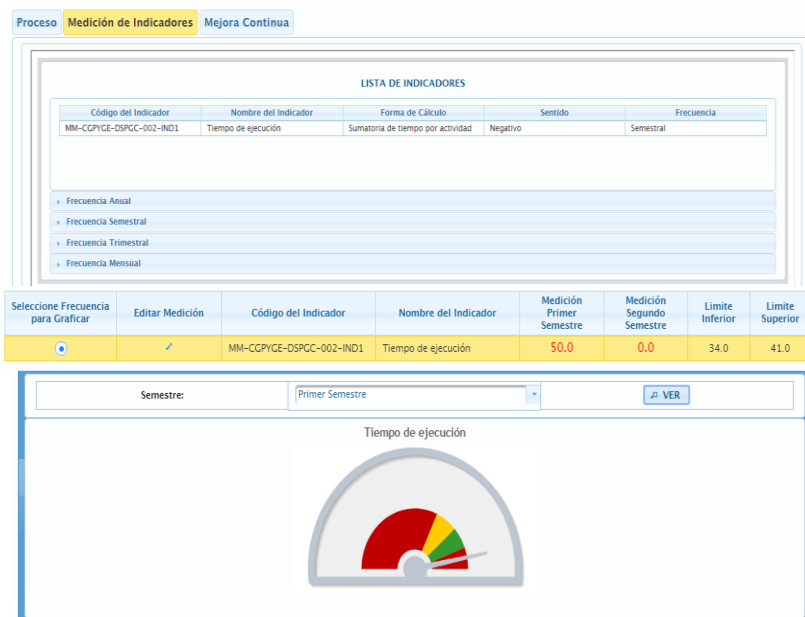 Proceso Medición de Indicadores Mejora Continua
LISTA DE INDICADORES
Código del Indicador Nombre del Indicador Forma de Cálculo Sentido Frecuencia
MM-CGPYGE-DSPGC-002-IND1 Tiempo de ejecución Sumatoria de tiempo por actividad Negativo Semestral
Frecuencia Anual
Frecuencia Semestral
Frecuencia Trimestral
Frecuencia Mensual
Seleccione Frecuencia para Graficar Editar Medición Código del Indicador Nombre del Indicador Medición Primer Semestre Medición Segundo Semestre Limite Inferior Limite Superior
MM-CGPYGE-DSPGC-002-IND1 Tiempo de ejecución 50.0 0.0 34.0 41.0
Semestre: Primer Semestre VER
Tiempo de ejecución